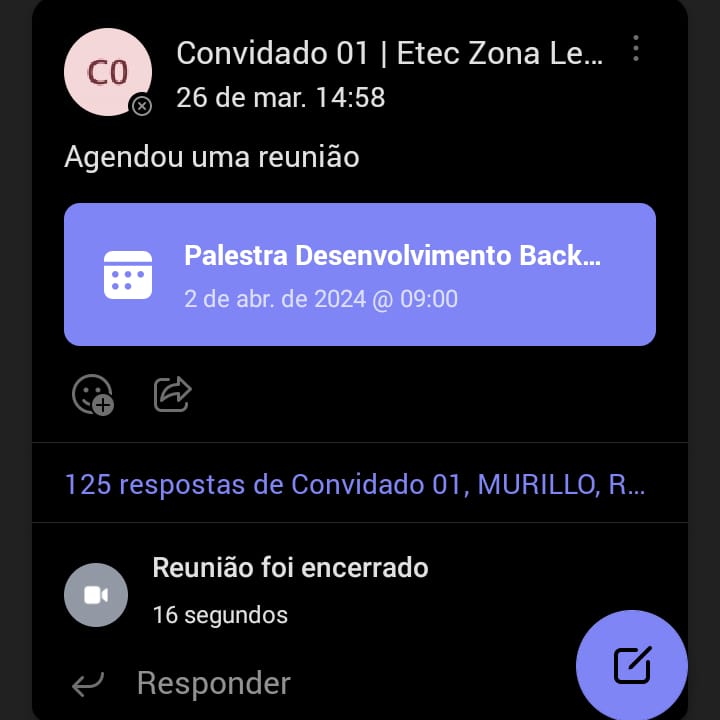 C0
Convidado 01 | Etec Zona Le...
26 de mar. 14:58
Agendou uma reunião
Palestra Desenvolvimento Back...
2 de abr. de 2024 @ 09:00
125 respostas de Convidado 01, MURILLO, R...
Reunião foi encerrado
16 segundos
Responder